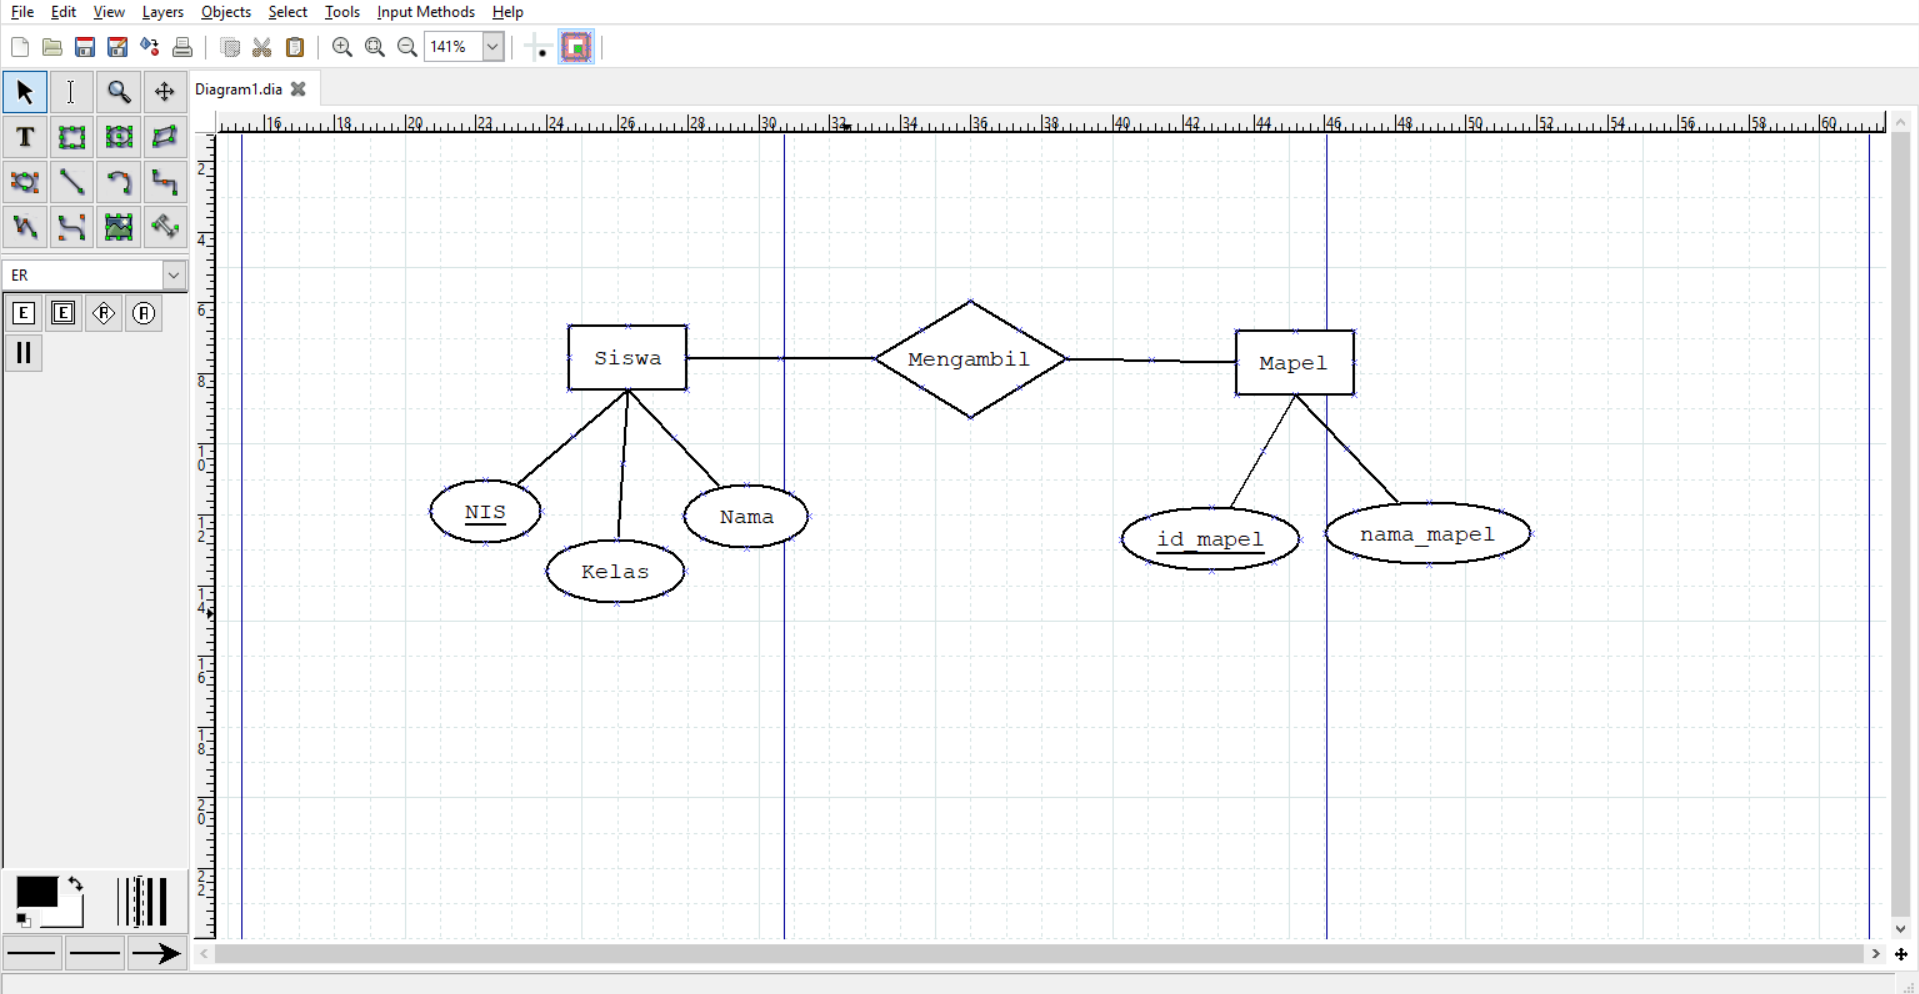 File Edit View Layers Objects Select Tools Input Methods Help
141%
Diagram1.dia
T
16 18 20 22 24 26 28 30 32 34 36 38 40 42 44 46 48 50 52 54 56 58 60
2
4
6
8
10
12
14
16
18
20
22
ER
E E R A
Siswa Mengambil Mapel
NIS Nama
Kelas
id_mapel nama_mapel